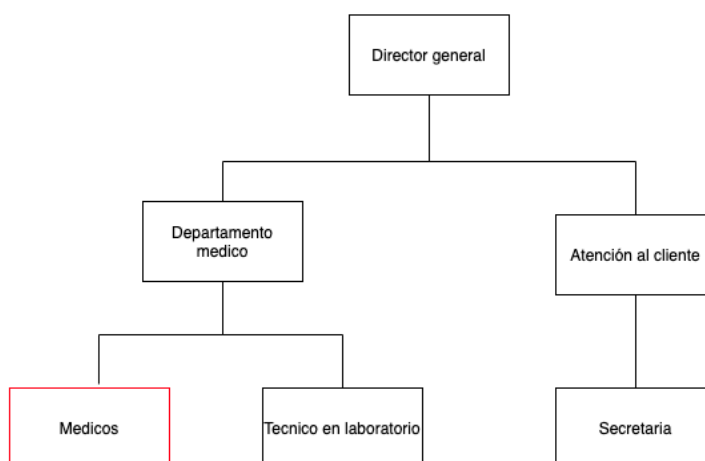 Director general
Departamento
medico
Atención al cliente
Medicos
Tecnico en laboratorio
Secretaria